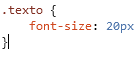 .texto {
    font-size: 20px
}